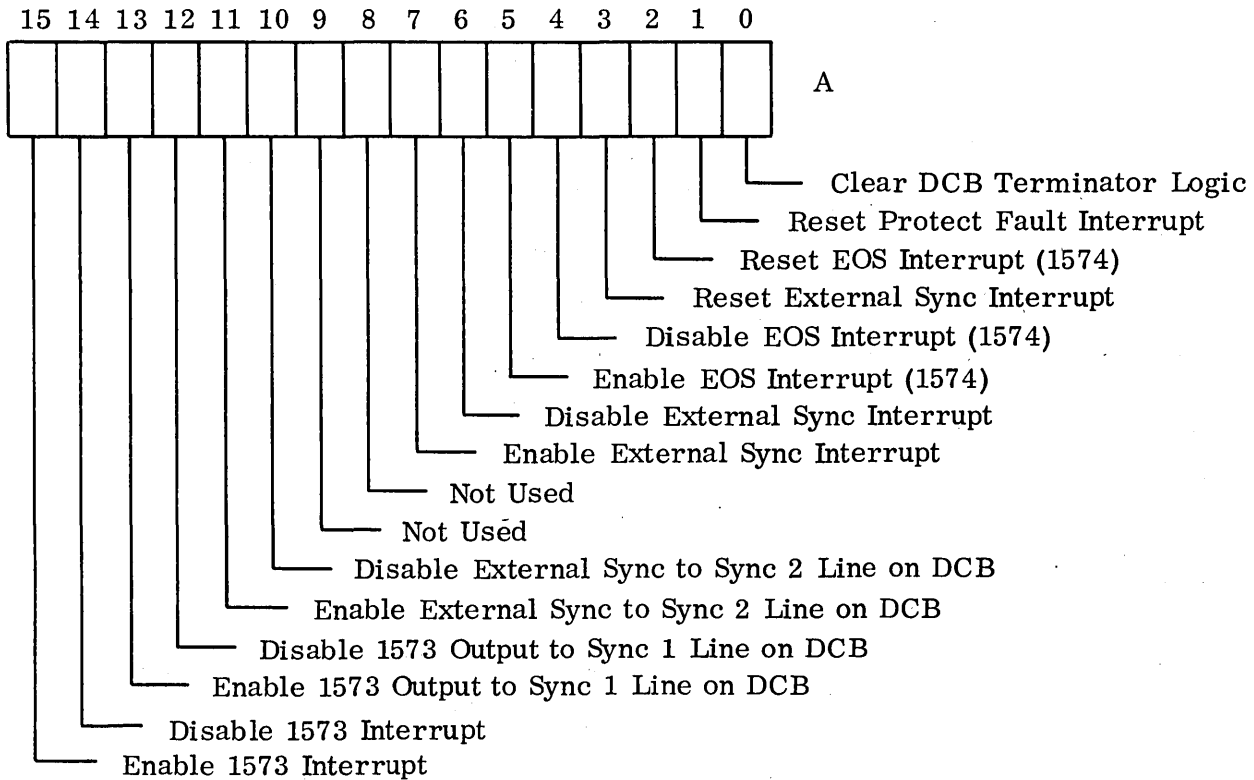 15 14 13 12 11 10 9 8 7 6 5 4 3 2 1 0
A
Clear DCB Terminator Logic
Reset Protect Fault Interrupt
Reset EOS Interrupt (1574)
Reset External Sync Interrupt
Disable EOS Interrupt (1574)
Enable EOS Interrupt (1574)
Disable External Sync Interrupt
Enable External Sync Interrupt
Not Used
Not Used
Disable External Sync to Sync 2 Line on DCB
Enable External Sync to Sync 2 Line on DCB
Disable 1573 Output to Sync 1 Line on DCB
Enable 1573 Output to Sync 1 Line on DCB
Disable 1573 Interrupt
Enable 1573 Interrupt